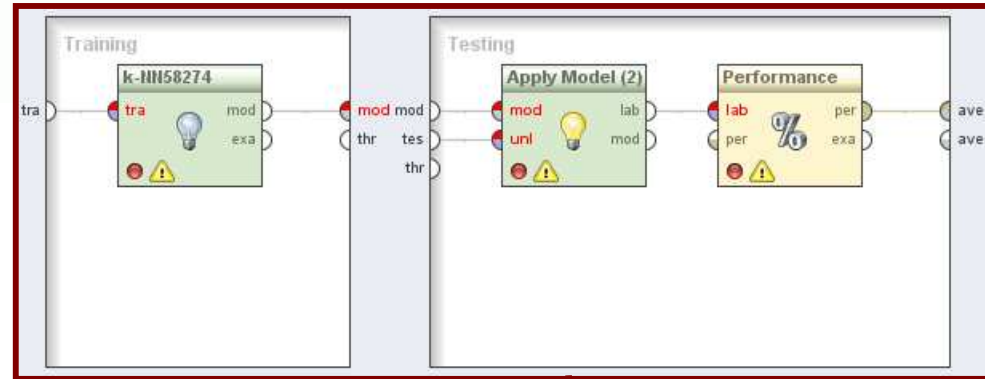 Training
Testing
k-NN58274
Apply Model (2)
Performance
tra
tra
mod
mod
mod
mod
lab
lab
per
ave
exa
thr
tes
unl
mod
per
exa
ave
thr
%